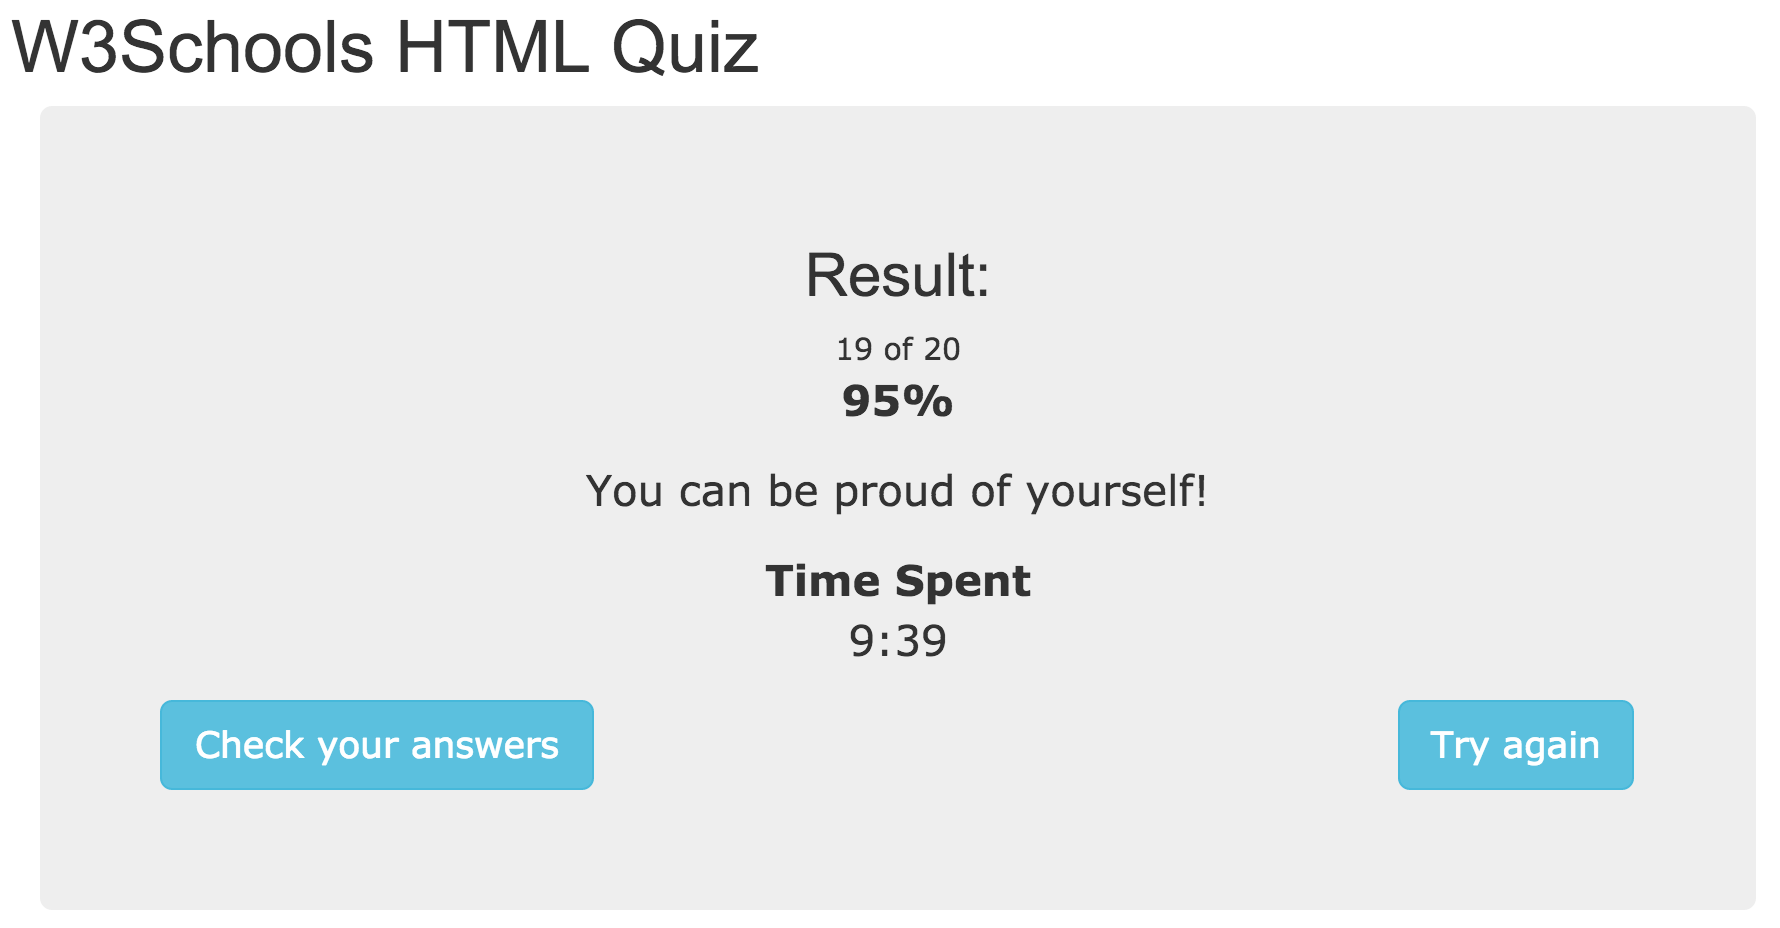 W3Schools HTML Quiz
Result:
19 of 20
95%
You can be proud of yourself!
Time Spent
9:39
Check your answers
Try again